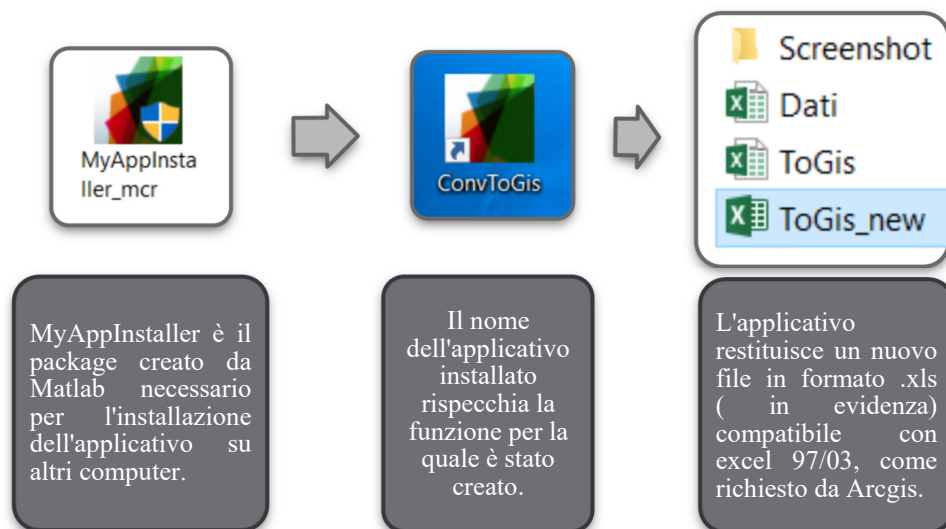 MyAppInsta
ller_mcr
ConvToGis
Screenshot
Dati
ToGis
ToGis_new
MyAppInstaller è il
package creato da
Matlab necessario
per l'installazione
dell'applicativo su
altri computer.
Il nome
dell'applicativo
installato
rispecchia la
funzione per la
quale è stato
creato.
L'applicativo
restituisce un nuovo
file in formato .xls
( in evidenza)
compatibile con
excel 97/03, come
richiesto da Arcgis.